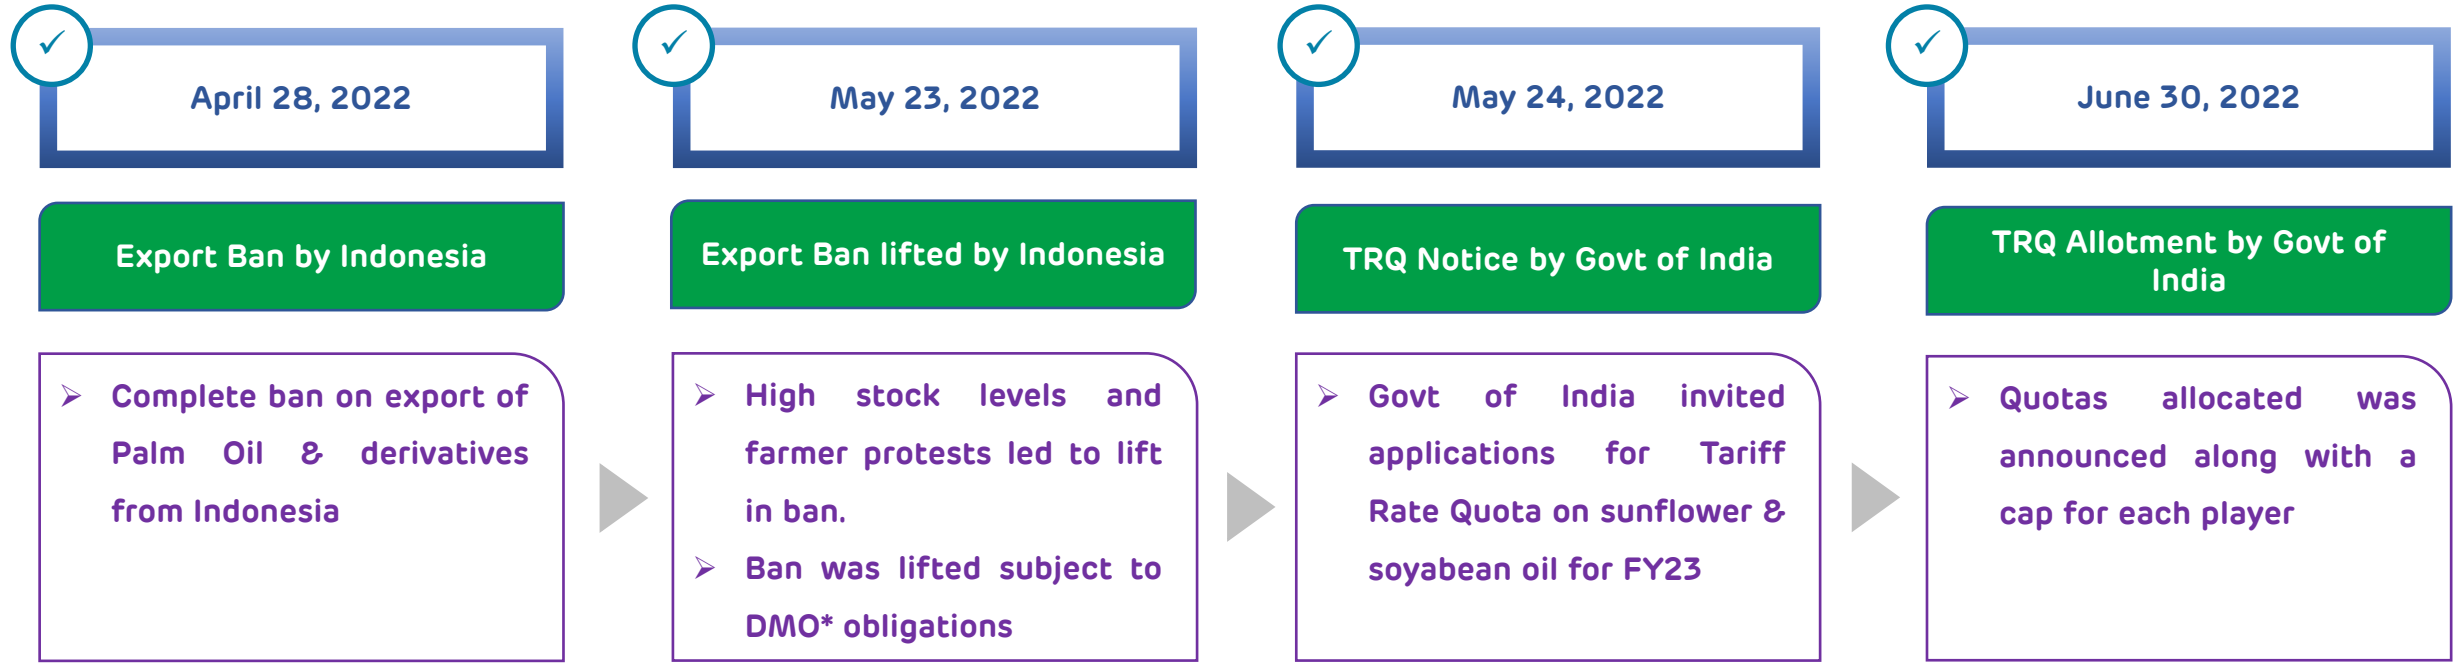 April 28, 2022
Export Ban by Indonesia
➢ Complete ban on export of
Palm Oil & derivatives
from Indonesia
May 23, 2022
Export Ban lifted by Indonesia
➢ High stock levels and
farmer protests led to lift
in ban.
➢ Ban was lifted subject to
DMO* obligations
May 24, 2022
TRQ Notice by Govt of India
➢ Govt of India invited
applications for Tariff
Rate Quota on sunflower &
soyabean oil for FY23
June 30, 2022
TRQ Allotment by Govt of
India
➢ Quotas allocated was
announced along with a
cap for each player